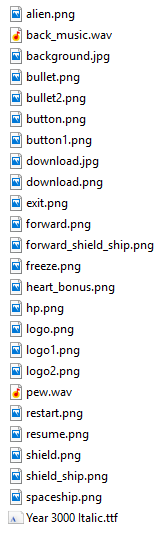 alien.png
back_music.wav
background.jpg
bullet.png
bullet2.png
button.png
button1.png
download.jpg
download.png
exit.png
forward.png
forward_shield_ship.png
freeze.png
heart_bonus.png
hp.png
logo.png
logo1.png
logo2.png
pew.wav
restart.png
resume.png
shield.png
shield_ship.png
spaceship.png
Year 3000 Italic.ttf